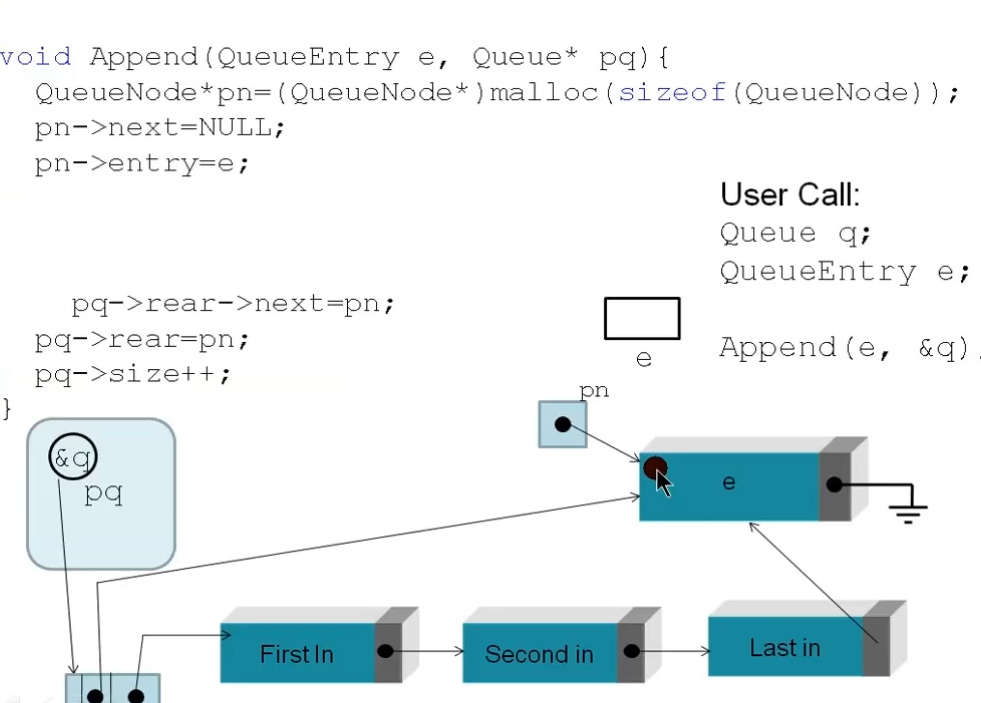 void Append(QueueEntry e, Queue* pq){
QueueNode*pn=(QueueNode*)malloc(sizeof(QueueNode));
pn->next=NULL;
pn->entry=e;
pq->rear->next=pn;
pq->rear=pn;
pq->size++;
}
User Call:
Queue q;
QueueEntry e;
Append(e, &q)
e
pn
&q
pq
e
First In
Second in
Last in